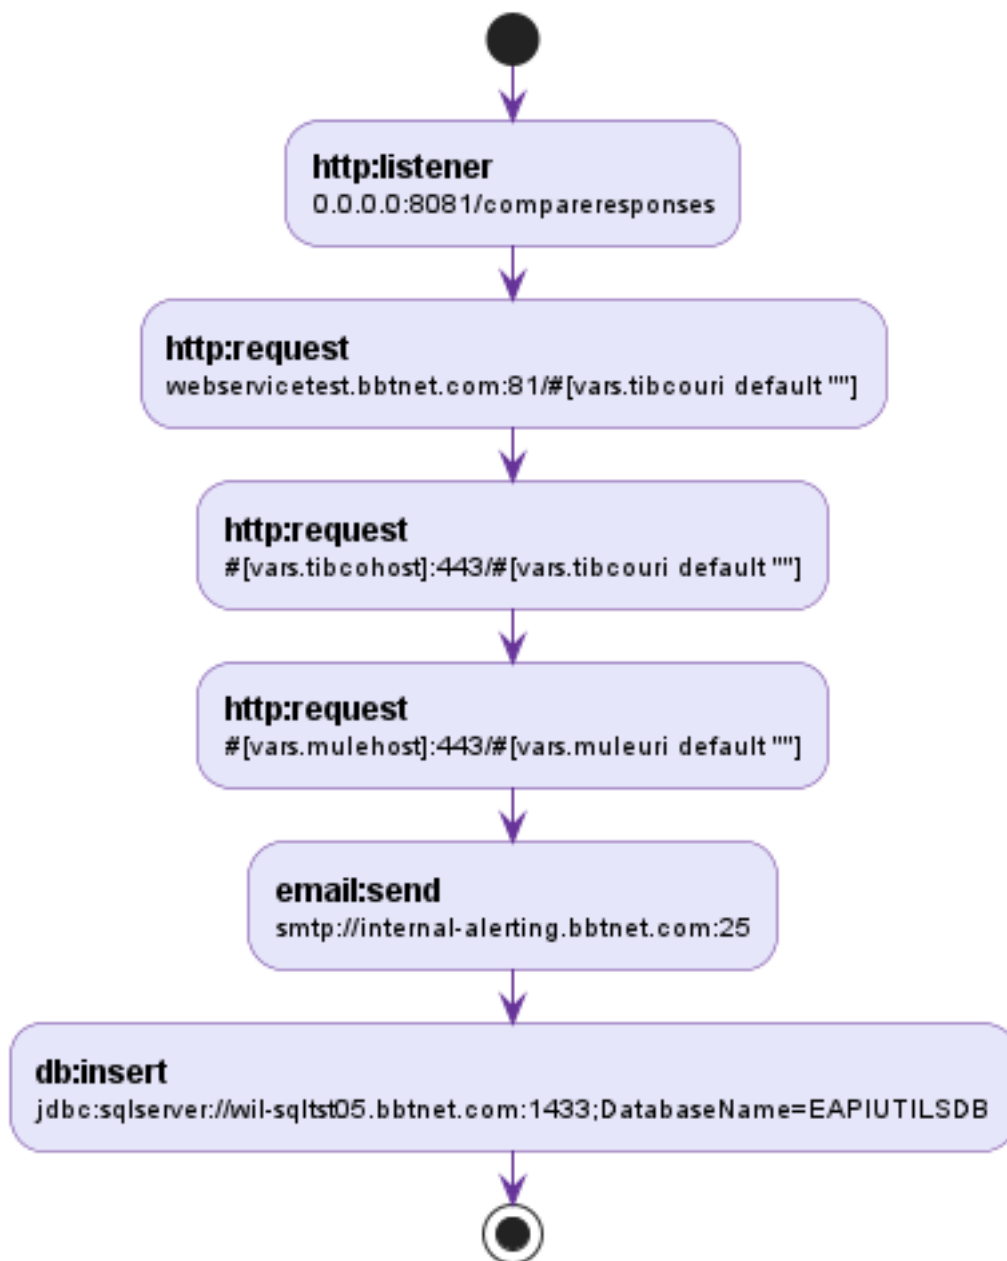 http:listener
0.0.0.0:8081/compareresponses
http:request
webservicetest.bbtnet.com:81/#[vars.tibcouri default ""]
http:request
#[vars.tibcohost]:443/#[vars.tibcouri default ""]
http:request
#[vars.mulehost]:443/#[vars.muleuri default ""]
email:send
smtp://internal-alerting.bbtnet.com:25
db:insert
jdbc:sqlserver://wil-sqltst05.bbtnet.com:1433;DatabaseName=EAPIUTILSDB